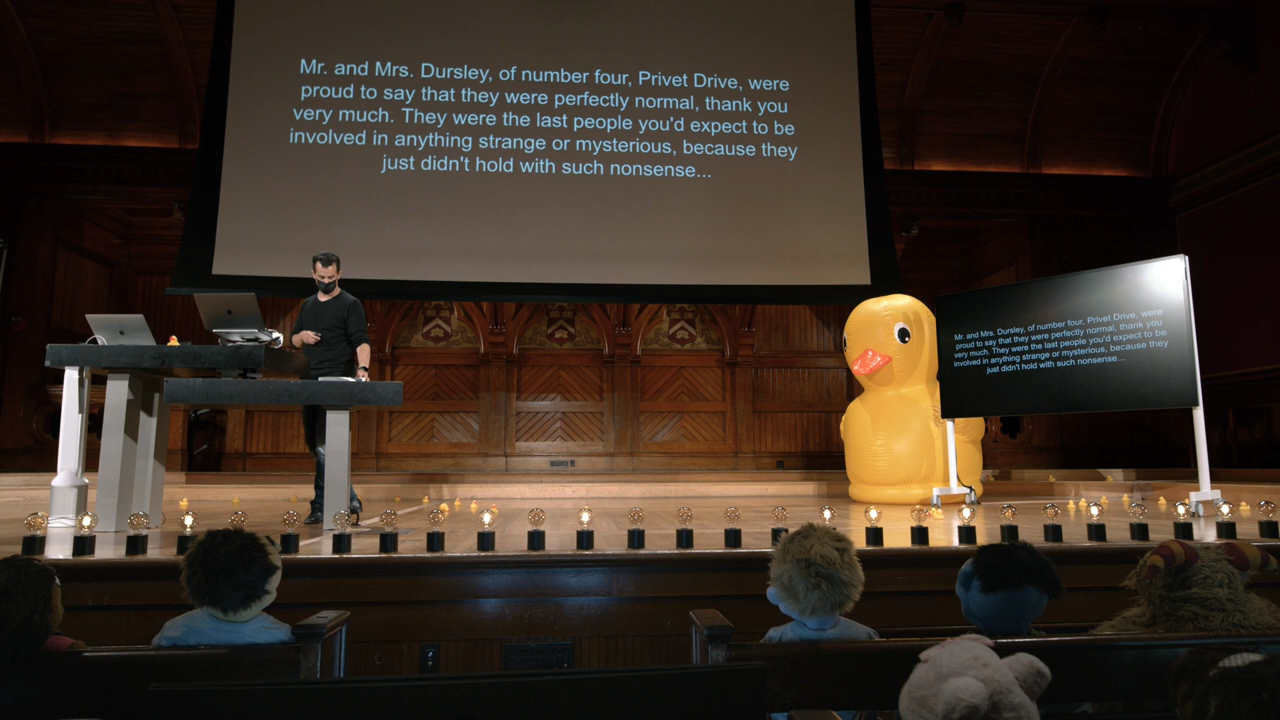 Mr. and Mrs. Dursley, of number four, Privet Drive, were
proud to say that they were perfectly normal, thank you
very much. They were the last people you'd expect to be
involved in anything strange or mysterious, because they
just didn't hold with such nonsense...
Mr. and Mrs. Dursley, of number four, Privet Drive, were
proud to say that they were perfectly normal, thank you
very much. They were the last people you'd expect to be
involved in anything strange or mysterious, because they
just didn't hold with such nonsense...